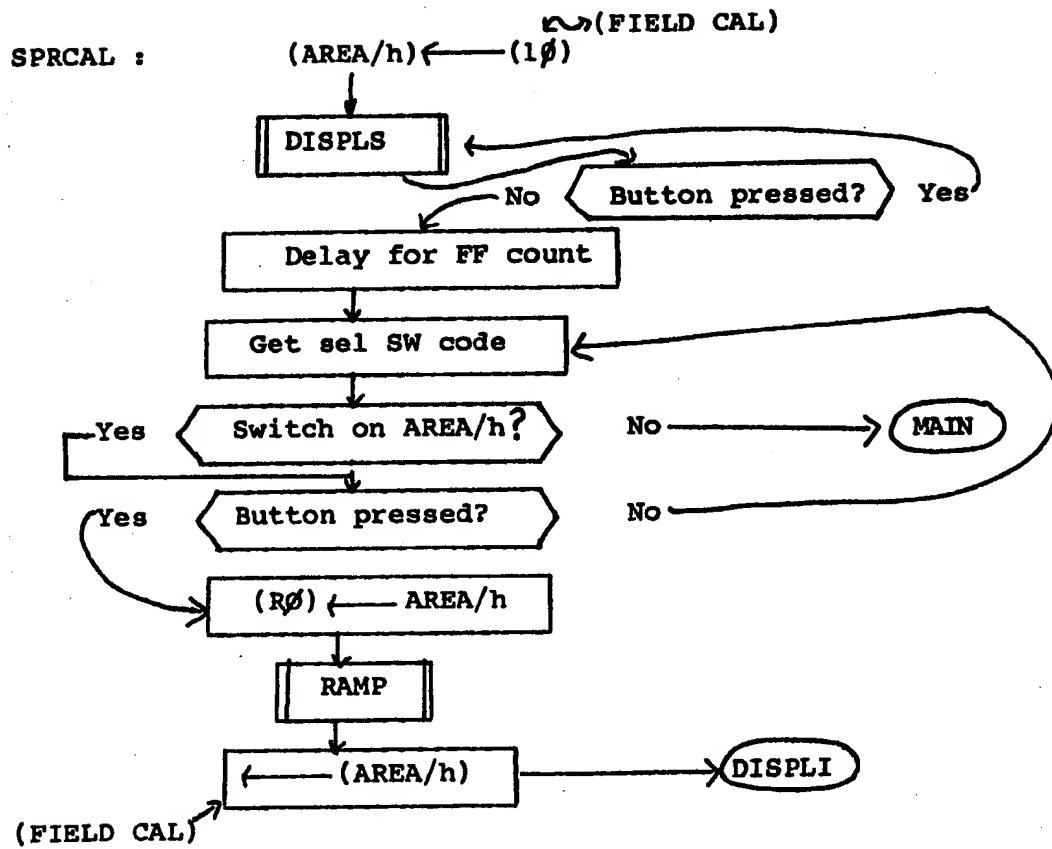 (FIELD CAL)
SPRCAL : (AREA/h) (1Ø)
DISPLS
No Button pressed? Yes
Delay for FF count
Get sel SW code
Yes Switch on AREA/h? No MAIN
Yes Button pressed? No
(RØ) AREA/h
RAMP
(AREA/h) DISPLI
(FIELD CAL)